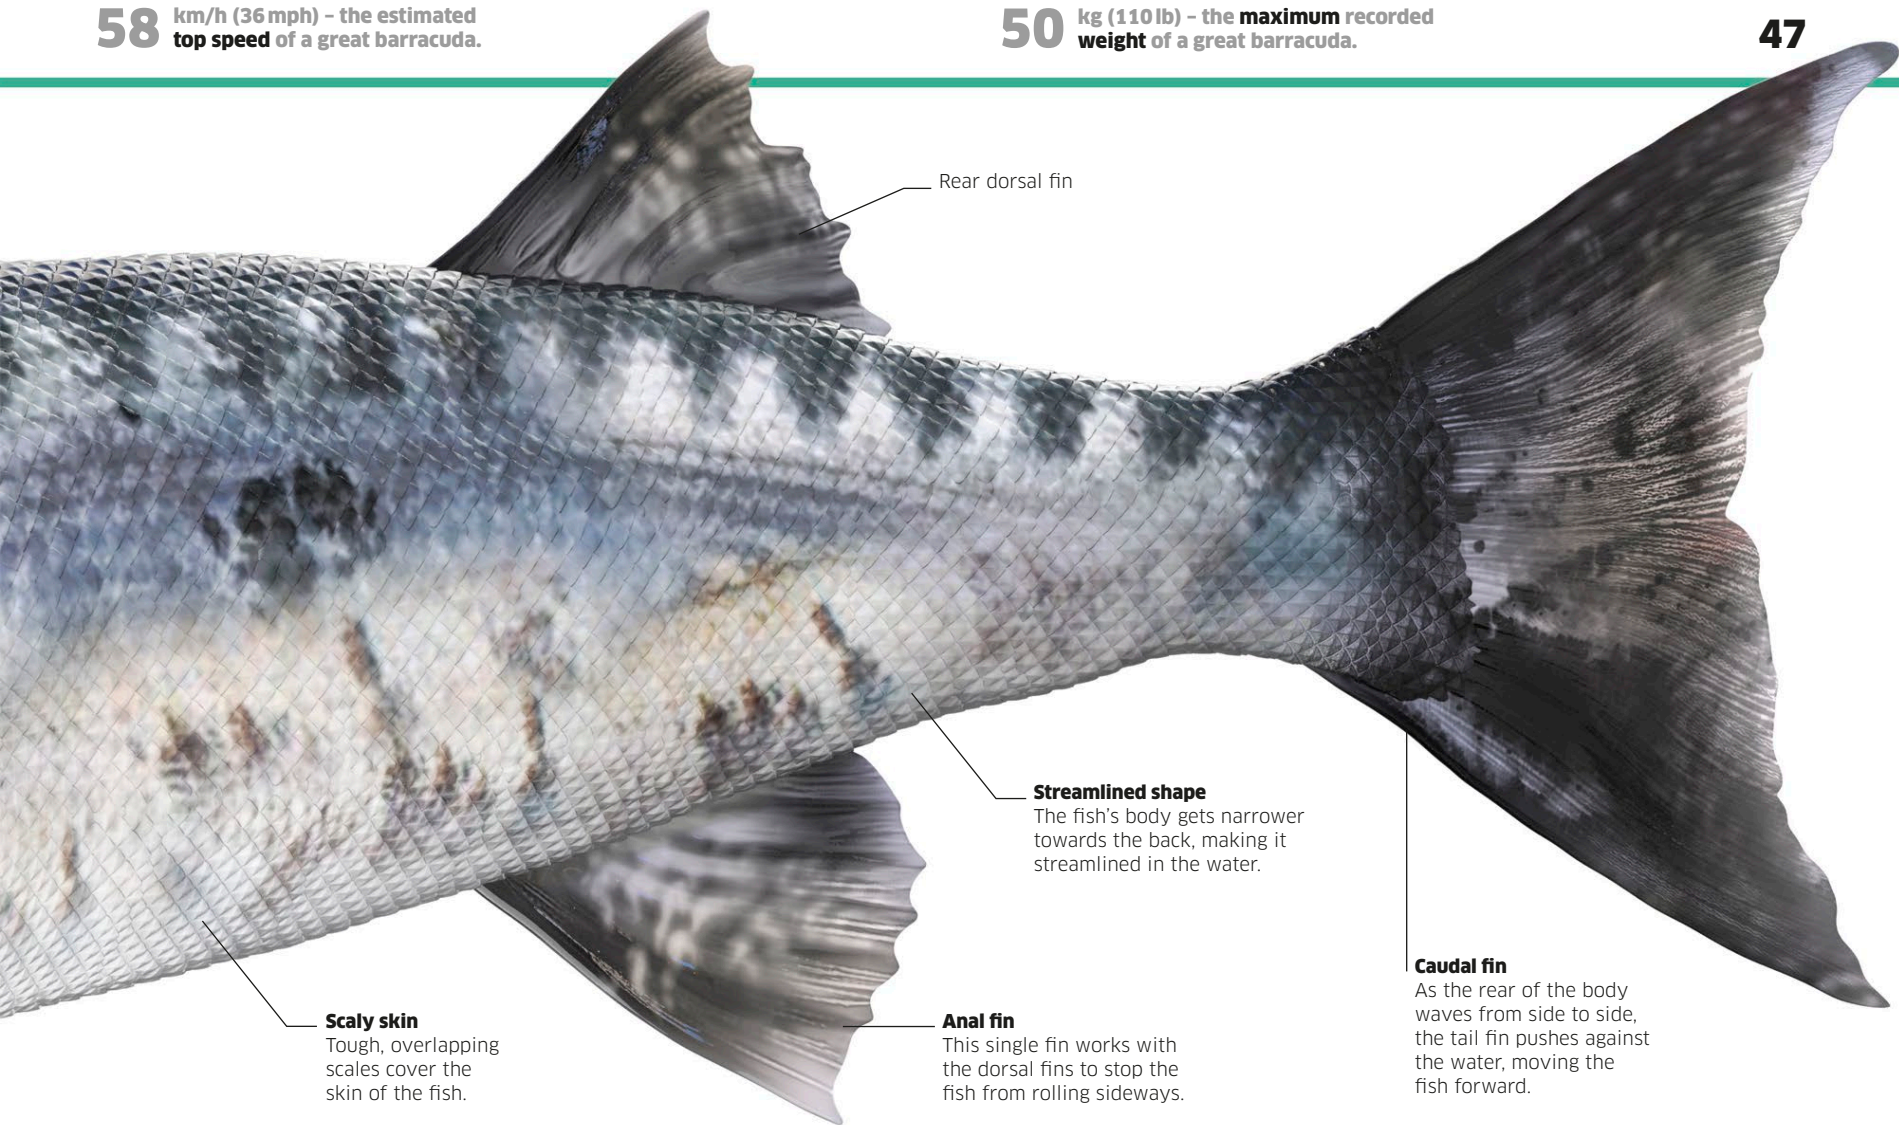 58 km/h (36 mph) – the estimated
top speed of a great barracuda.
50 kg (110 lb) – the maximum recorded
weight of a great barracuda.
47
Rear dorsal fin
Streamlined shape
The fish's body gets narrower
towards the back, making it
streamlined in the water.
Caudal fin
As the rear of the body
waves from side to side,
the tail fin pushes against
the water, moving the
fish forward.
Scaly skin
Tough, overlapping
scales cover the
skin of the fish.
Anal fin
This single fin works with
the dorsal fins to stop the
fish from rolling sideways.